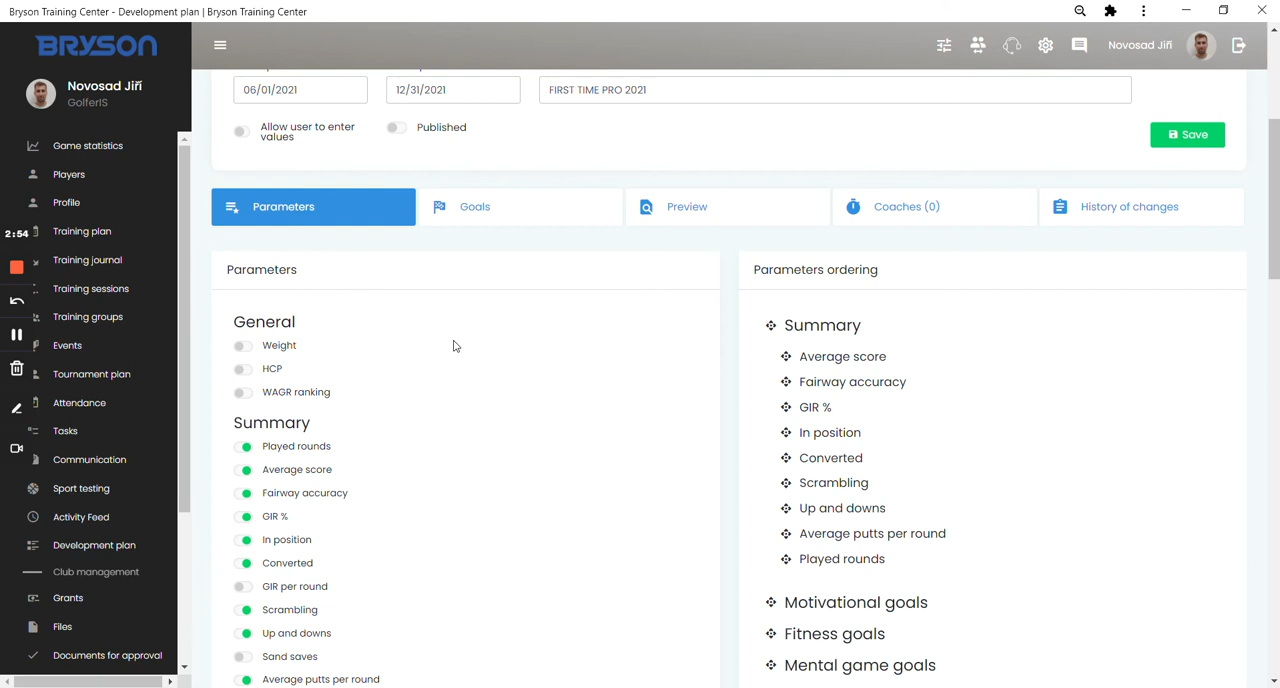 Bryson Training Center - Development plan | Bryson Training Center
BRYSON
Novosad Jiří
Novosad Jiří
GolferIS
06/01/2021
12/31/2021
FIRST TIME PRO 2021
Allow user to enter
values
Published
Save
Game statistics
Players
Profile
2:54
Training plan
Training journal
Training sessions
Training groups
Events
Tournament plan
Attendance
Tasks
Communication
Sport testing
Activity Feed
Development plan
Club management
Grants
Files
Documents for approval
Parameters
Goals
Preview
Coaches (0)
History of changes
Parameters
General
Weight
HCP
WAGR ranking
Summary
Played rounds
Average score
Fairway accuracy
GIR %
In position
Converted
GIR per round
Scrambling
Up and downs
Sand saves
Average putts per round
Parameters ordering
Summary
Average score
Fairway accuracy
GIR %
In position
Converted
Scrambling
Up and downs
Average putts per round
Played rounds
Motivational goals
Fitness goals
Mental game goals